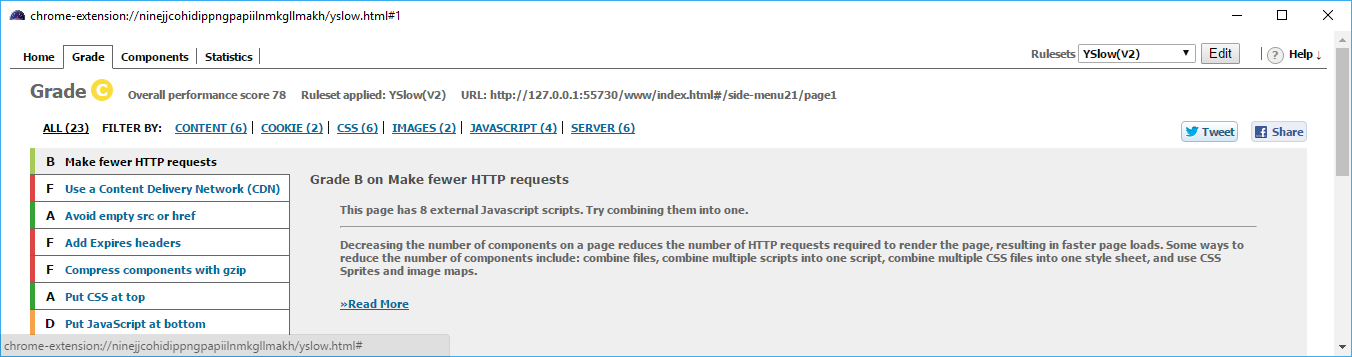 chrome-extension://ninejjcohidippngpapiilnmkgllmakh/yslow.html#1
Home Grade Components Statistics Rulesets YSlow(V2) Edit ? Help ↓
Grade C Overall performance score 78 Ruleset applied: YSlow(V2) URL: http://127.0.0.1:55730/www/index.html#/side-menu21/page1
ALL (23) FILTER BY: CONTENT (6) COOKIE (2) CSS (6) IMAGES (2) JAVASCRIPT (4) SERVER (6)
Tweet Share
B Make fewer HTTP requests
F Use a Content Delivery Network (CDN)
A Avoid empty src or href
F Add Expires headers
F Compress components with gzip
A Put CSS at top
D Put JavaScript at bottom
Grade B on Make fewer HTTP requests
This page has 8 external Javascript scripts. Try combining them into one.
Decreasing the number of components on a page reduces the number of HTTP requests required to render the page, resulting in faster page loads. Some ways to
reduce the number of components include: combine files, combine multiple scripts into one script, combine multiple CSS files into one style sheet, and use CSS
Sprites and image maps.
»Read More
chrome-extension://ninejjcohidippngpapiilnmkgllmakh/yslow.html#